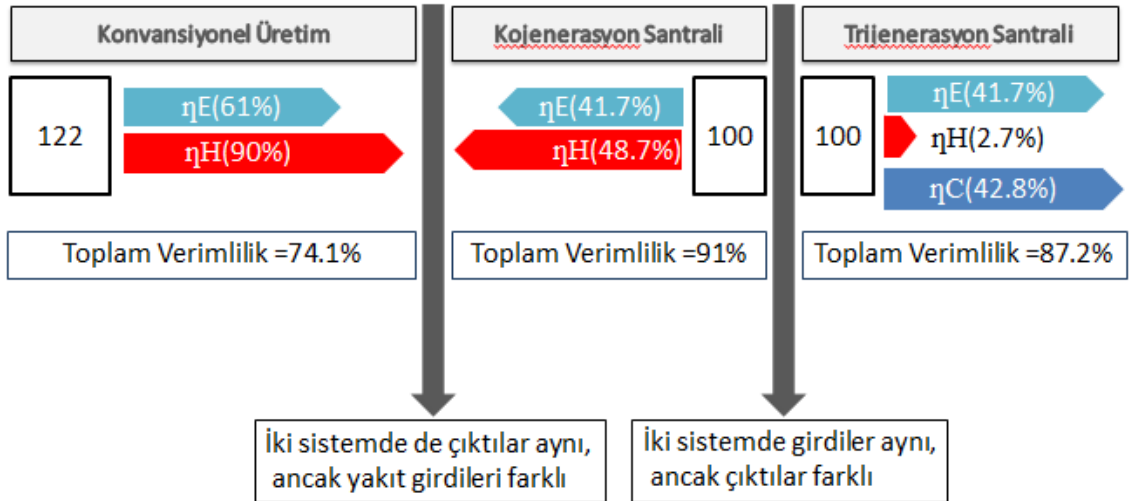 Konvansiyonel Üretim
Kojenerasyon Santrali
Trijenerasyon Santrali
122
ηE(61%)
ηH(90%)
ηE(41.7%)
ηH(48.7%)
100
100
ηE(41.7%)
ηH(2.7%)
ηC(42.8%)
Toplam Verimlilik =74.1%
Toplam Verimlilik =91%
Toplam Verimlilik =87.2%
İki sistemde de çıktılar aynı,
ancak yakıt girdileri farklı
İki sistemde girdiler aynı,
ancak çıktılar farklı